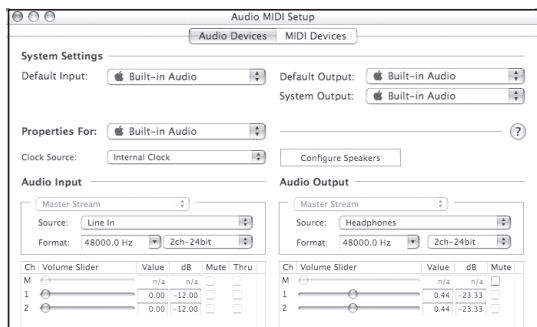 Audio MIDI Setup
Audio Devices MIDI Devices
System Settings
Default Input: Built-in Audio Default Output: Built-in Audio
System Output: Built-in Audio
Properties For: Built-in Audio ?
Clock Source: Internal Clock Configure Speakers
Audio Input Audio Output
Master Stream Master Stream
Source: Line In Source: Headphones
Format: 48000.0 Hz 2ch-24bit Format: 48000.0 Hz 2ch-24bit
Ch Volume Slider Value dB Mute Thru Ch Volume Slider Value dB Mute
M n/a n/a M n/a n/a
1 0.00 -12.00 1 0.44 -23.33
2 0.00 -12.00 2 0.44 -23.33